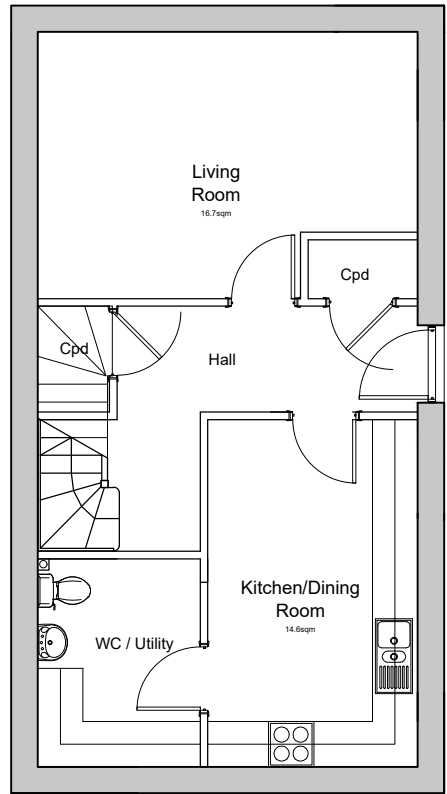 Living
Room
16.7sqm
Cpd
Cpd
Hall
Kitchen/Dining
Room
14.6sqm
WC / Utility